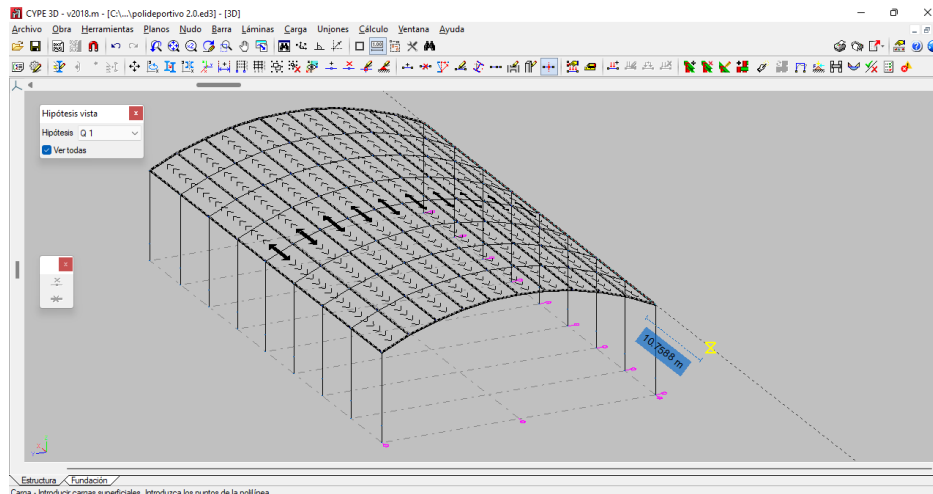 CYPE 3D - v2018.m - [C:\...\polideportivo 2.0.ed3] - [3D]
Archivo Obra Herramientas Planos Nudo Barra Láminas Carga Uniones Cálculo Ventana Ayuda
Hipótesis vista
Hipótesis Q 1
Ver todas
10.7588 m
Estructura Fundación
Carga - Introducir cargas superficiales. Introduzca los puntos de la polilínea.